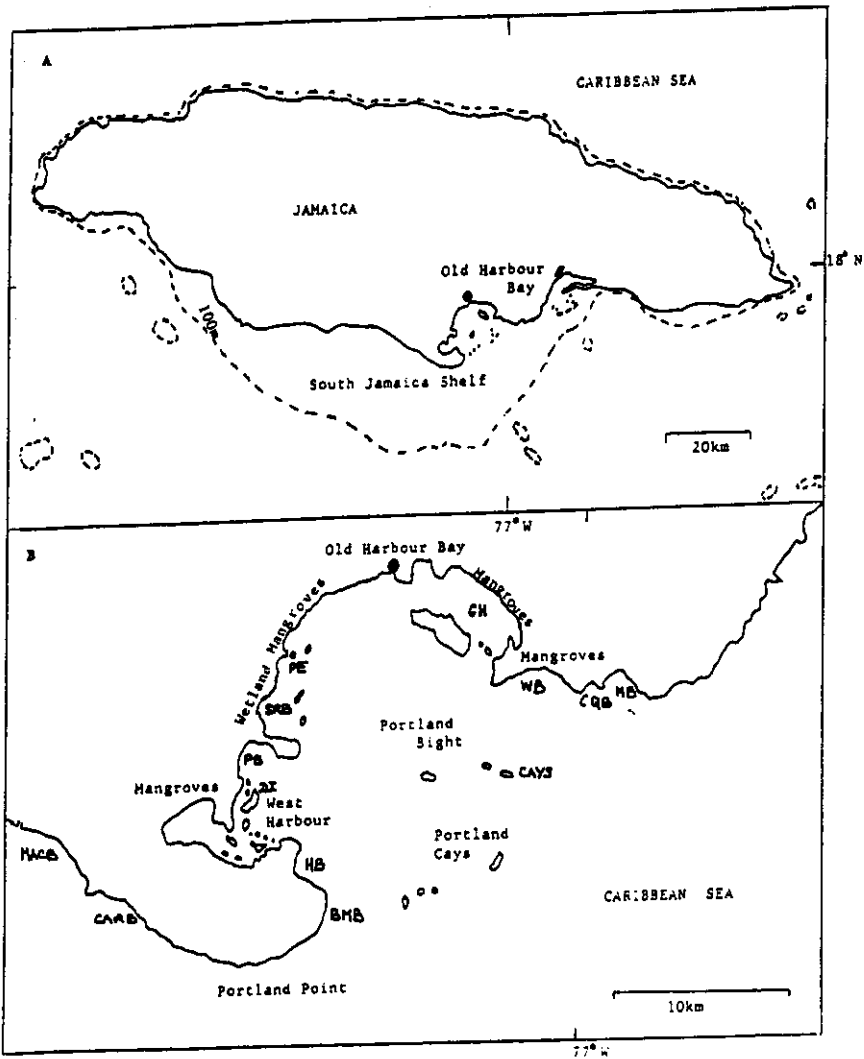 A
CARIBBEAN SEA
JAMAICA
18° N
Old Harbour
Bay
100m
South Jamaica Shelf
20km
77° W
B
Old Harbour Bay
Mangroves
Wetland Mangroves
GH
PE
Mangroves
WB
SRB
CQB
MB
Portland
Bight
PB
CAYS
Mangroves
West
Harbour
Portland
Cays
MACB
HB
CARB
BMB
CARIBBEAN SEA
Portland Point
10km
77° W